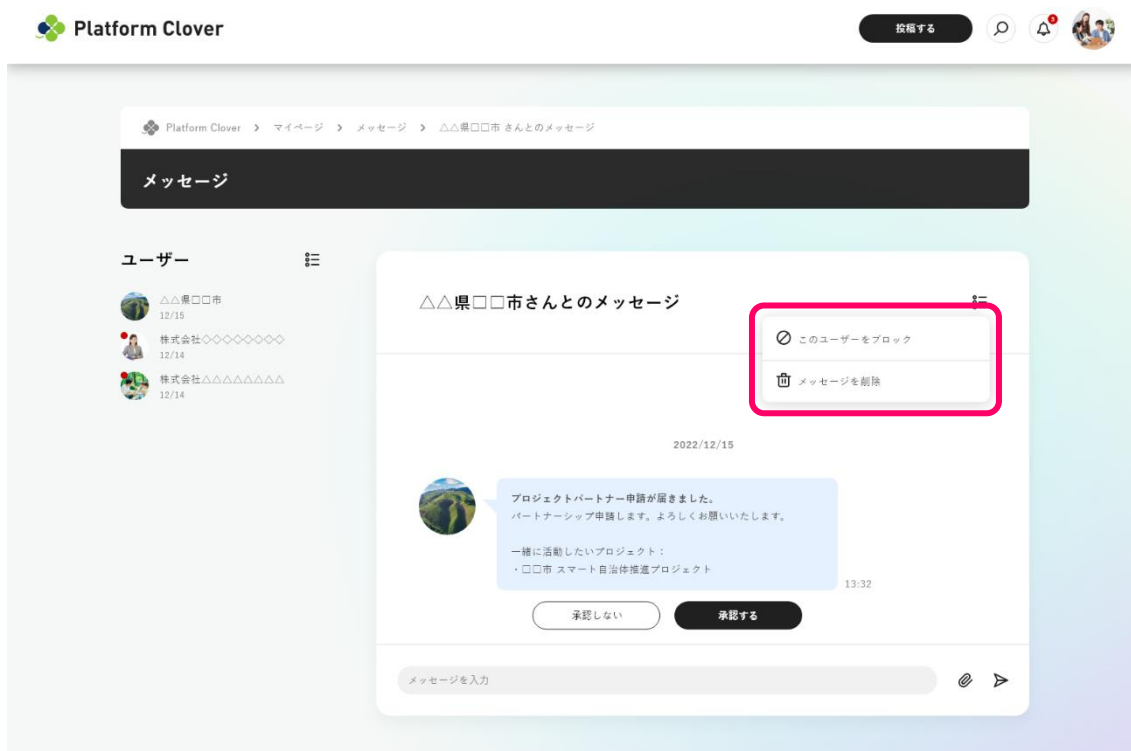 Platform Clover
投稿する
3
Platform Clover > マイページ > メッセージ > △△県□□市 さんとのメッセージ
メッセージ
ユーザー
△△県□□市
12/15
株式会社◇◇◇◇◇◇◇◇
12/14
株式会社△△△△△△△△
12/14
△△県□□市さんとのメッセージ
このユーザーをブロック
メッセージを削除
2022/12/15
プロジェクトパートナー申請が届きました。
パートナーシップ申請します。よろしくお願いいたします。
一緒に活動したいプロジェクト：
・□□市 スマート自治体推進プロジェクト
13:32
承認しない
承認する
メッセージを入力